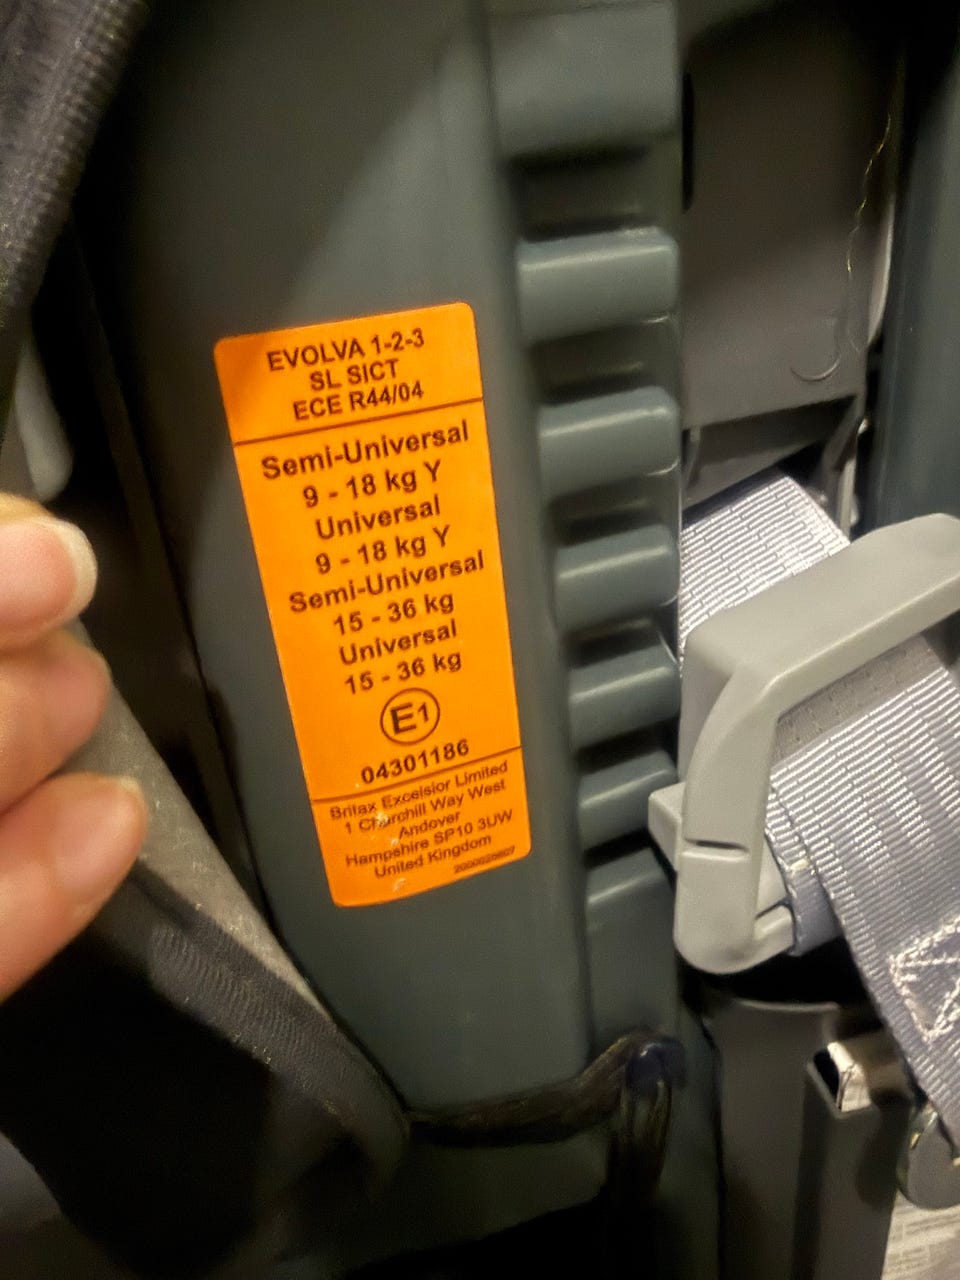 EVOLVA 1-2-3
SL SICT
ECE R44/04
Semi-Universal
9 - 18 kg Y
Universal
9 - 18 kg Y
Semi-Universal
15 - 36 kg
Universal
15 - 36 kg
E1
04301186
Britax Excelsior Limited
1 Churchill Way West
Andover
Hampshire SP10 3UW
United Kingdom